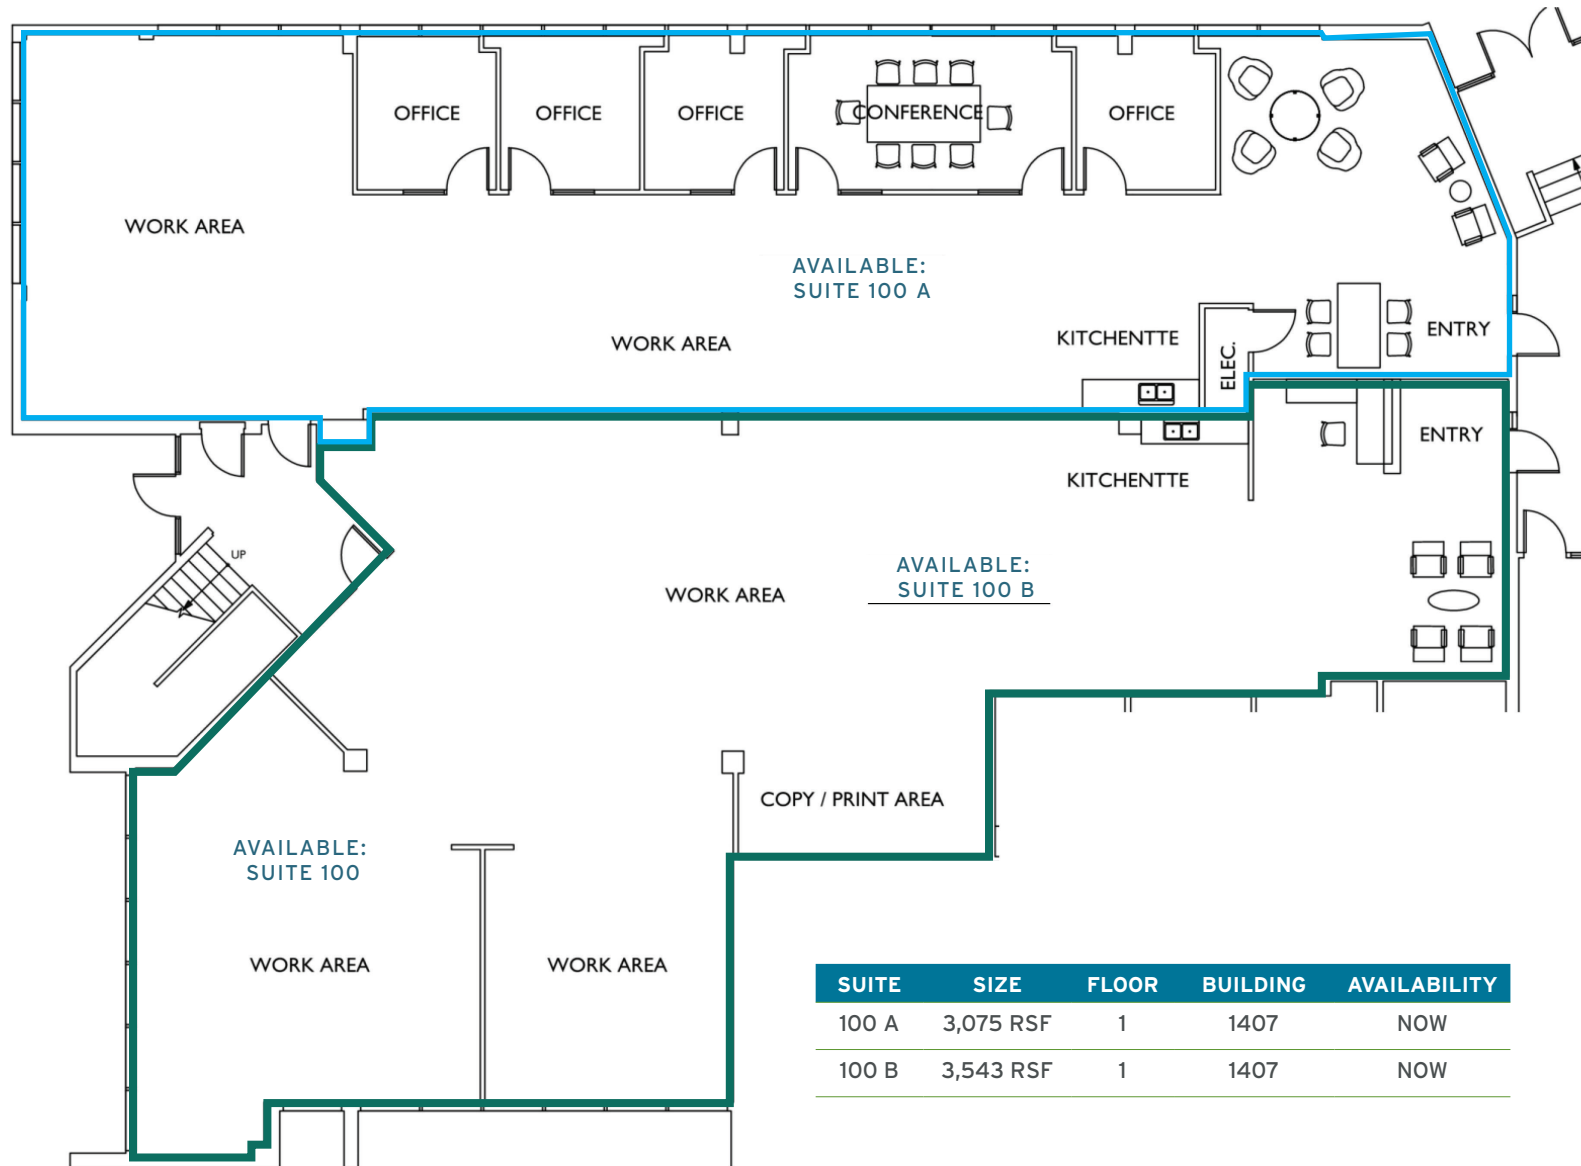 OFFICE
OFFICE
OFFICE
CONFERENCE
OFFICE
WORK AREA
AVAILABLE:
SUITE 100 A
WORK AREA
KITCHENTTE
ELEC.
ENTRY
ENTRY
KITCHENTTE
UP
AVAILABLE:
SUITE 100 B
WORK AREA
COPY / PRINT AREA
AVAILABLE:
SUITE 100
WORK AREA
WORK AREA
SUITE SIZE FLOOR BUILDING AVAILABILITY
100 A 3,075 RSF 1 1407 NOW
100 B 3,543 RSF 1 1407 NOW